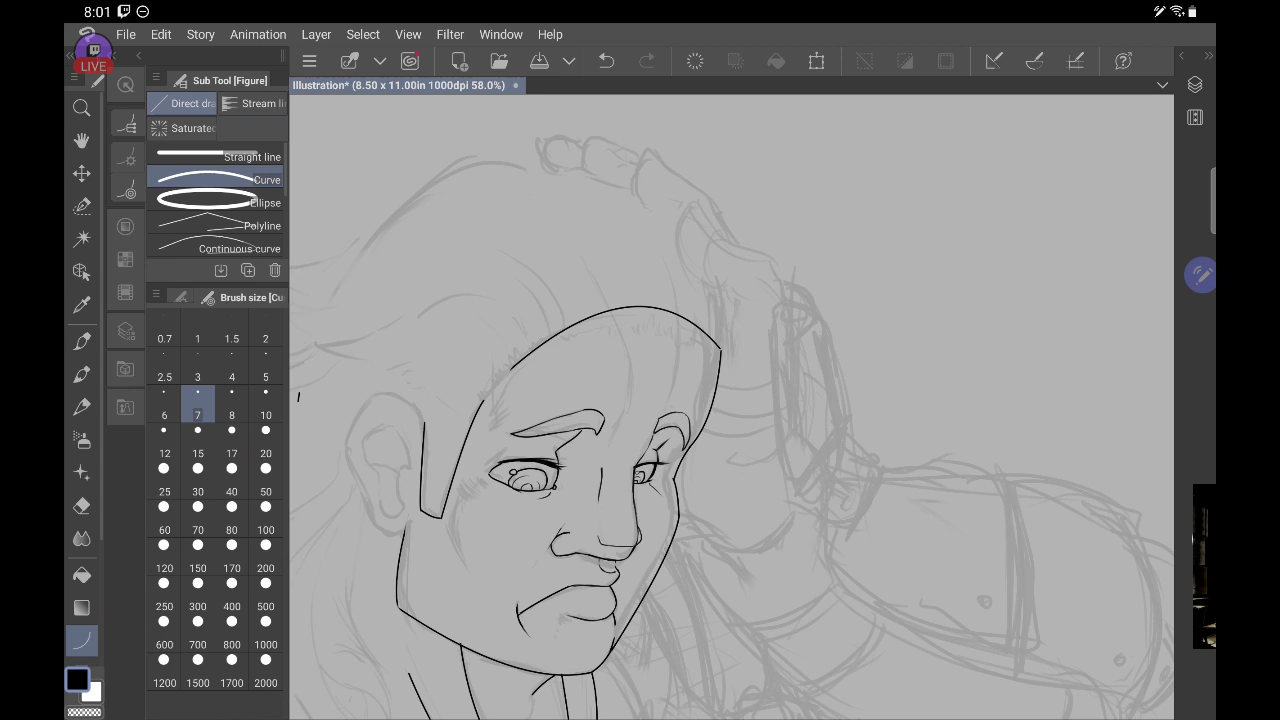 8:01
LIVE
File Edit Story Animation Layer Select View Filter Window Help
Sub Tool [Figure]
Illustration* (8.50 x 11.00in 1000dpi 58.0%)
Direct dra Stream li
Saturated
Straight line
Curve
Ellipse
Polyline
Continuous curve
Brush size [Cu
0.7 1 1.5 2
2.5 3 4 5
6 7 8 10
12 15 17 20
25 30 40 50
60 70 80 100
120 150 170 200
250 300 400 500
600 700 800 1000
1200 1500 1700 2000